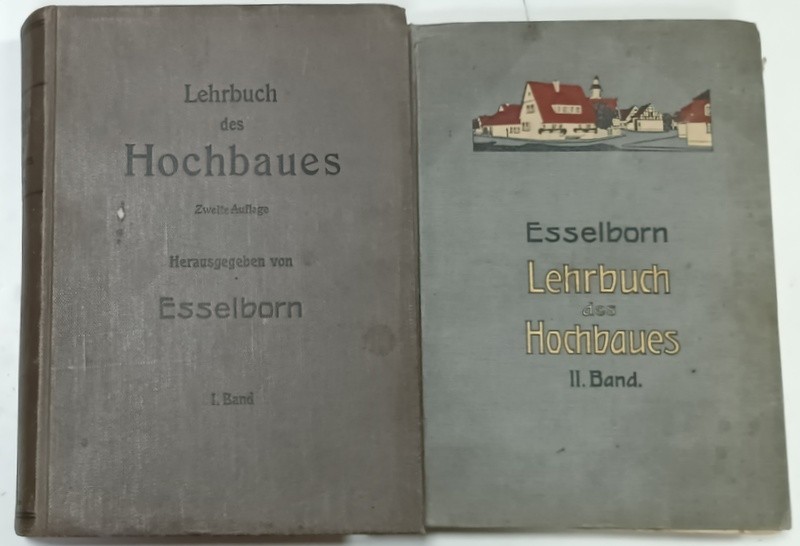 Lehrbuch
des
Hochbaues
Zweite Auflage
Herausgegeben von
Esselborn
I. Band
Esselborn
Lehrbuch
des
Hochbaues
II. Band.